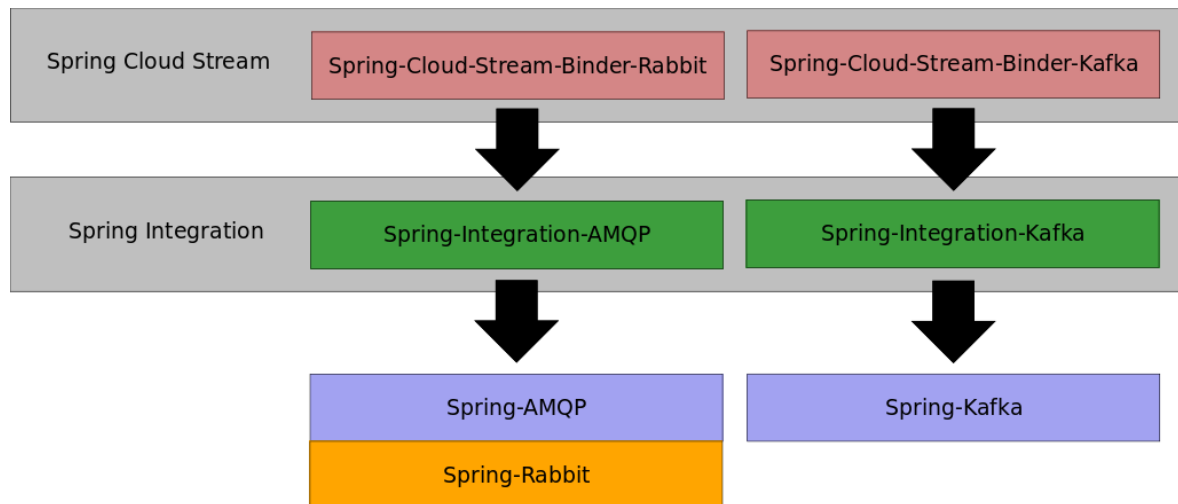 Spring Cloud Stream
Spring-Cloud-Stream-Binder-Rabbit
Spring-Cloud-Stream-Binder-Kafka
Spring Integration
Spring-Integration-AMQP
Spring-Integration-Kafka
Spring-AMQP
Spring-Kafka
Spring-Rabbit